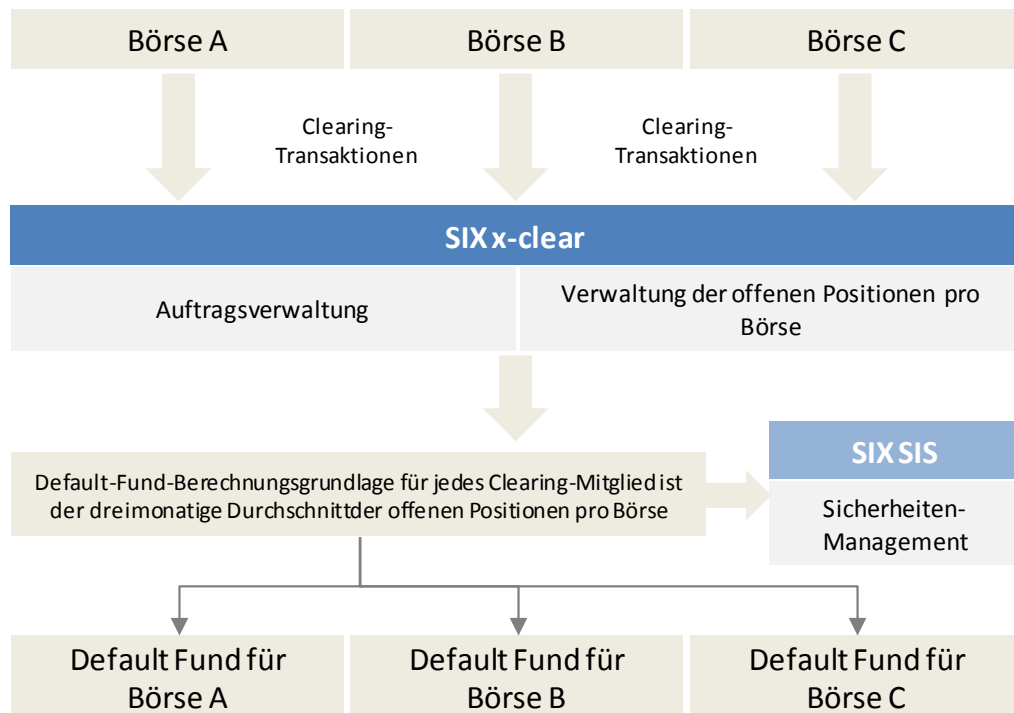 Börse A
Börse B
Börse C
Clearing-
Transaktionen
Clearing-
Transaktionen
SIX x-clear
Auftragsverwaltung
Verwaltung der offenen Positionen pro
Börse
Default-Fund-Berechnungsgrundlage für jedes Clearing-Mitglied ist
der dreimonatige Durchschnittder offenen Positionen pro Börse
SIX SIS
Sicherheiten-
Management
Default Fund für
Börse A
Default Fund für
Börse B
Default Fund für
Börse C